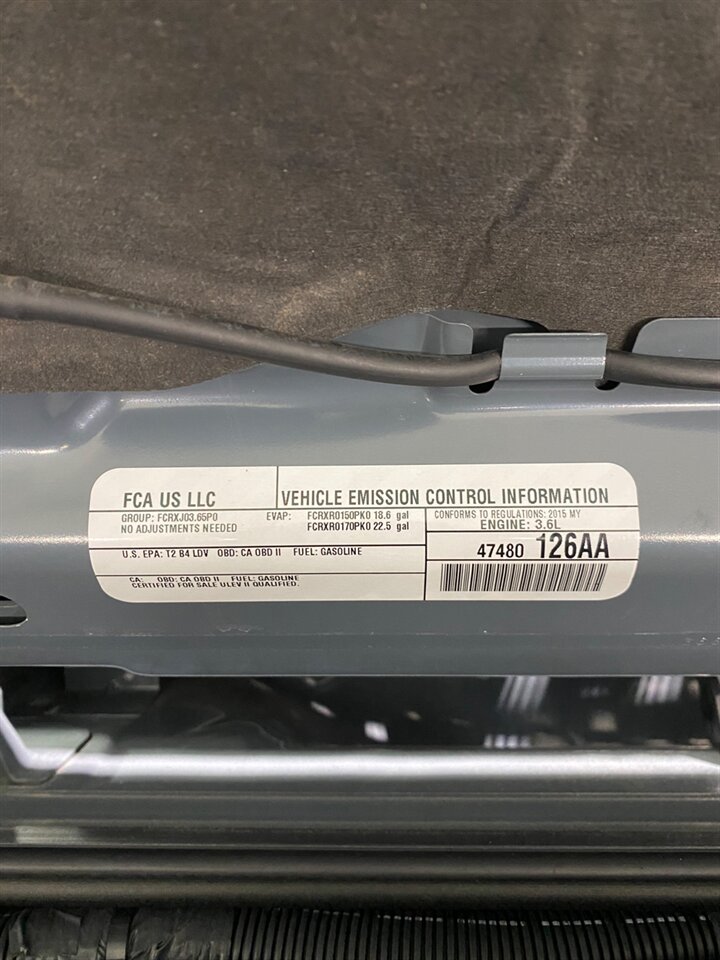 FCA US LLC
VEHICLE EMISSION CONTROL INFORMATION
GROUP: FCRXJ03.65P0
NO ADJUSTMENTS NEEDED
EVAP: FCRXR0150PK0 18.6 gal
FCRXR0170PK0 22.5 gal
CONFORMS TO REGULATIONS: 2015 MY
ENGINE: 3.6L
U.S. EPA: T2 B4 LDV OBD: CA OBD II FUEL: GASOLINE
47480 126AA
CA: OBD: CA OBD II FUEL: GASOLINE
CERTIFIED FOR SALE ULEV II QUALIFIED.